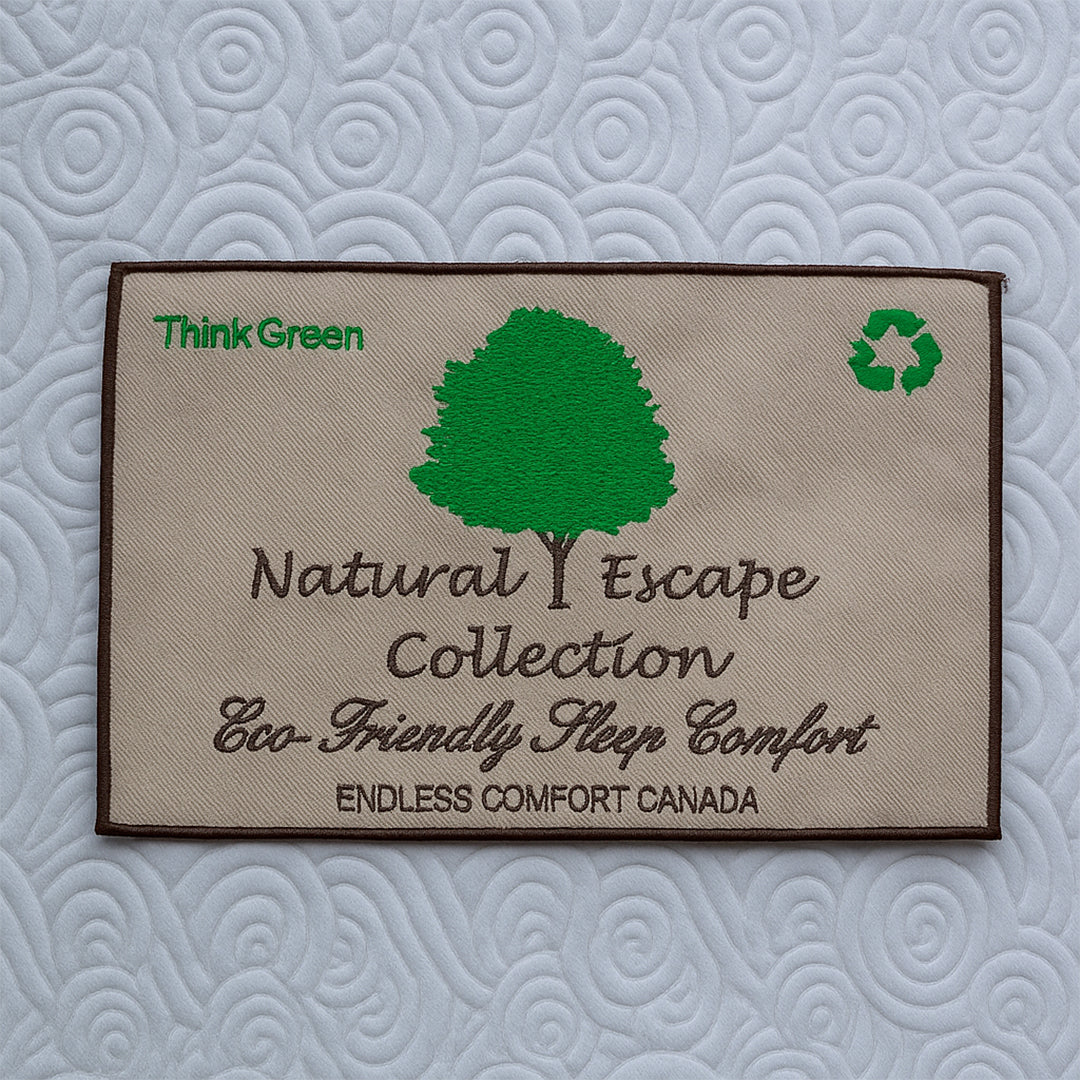 Think Green
Natural Escape
Collection
Eco-Friendly Sleep Comfort
ENDLESS COMFORT CANADA